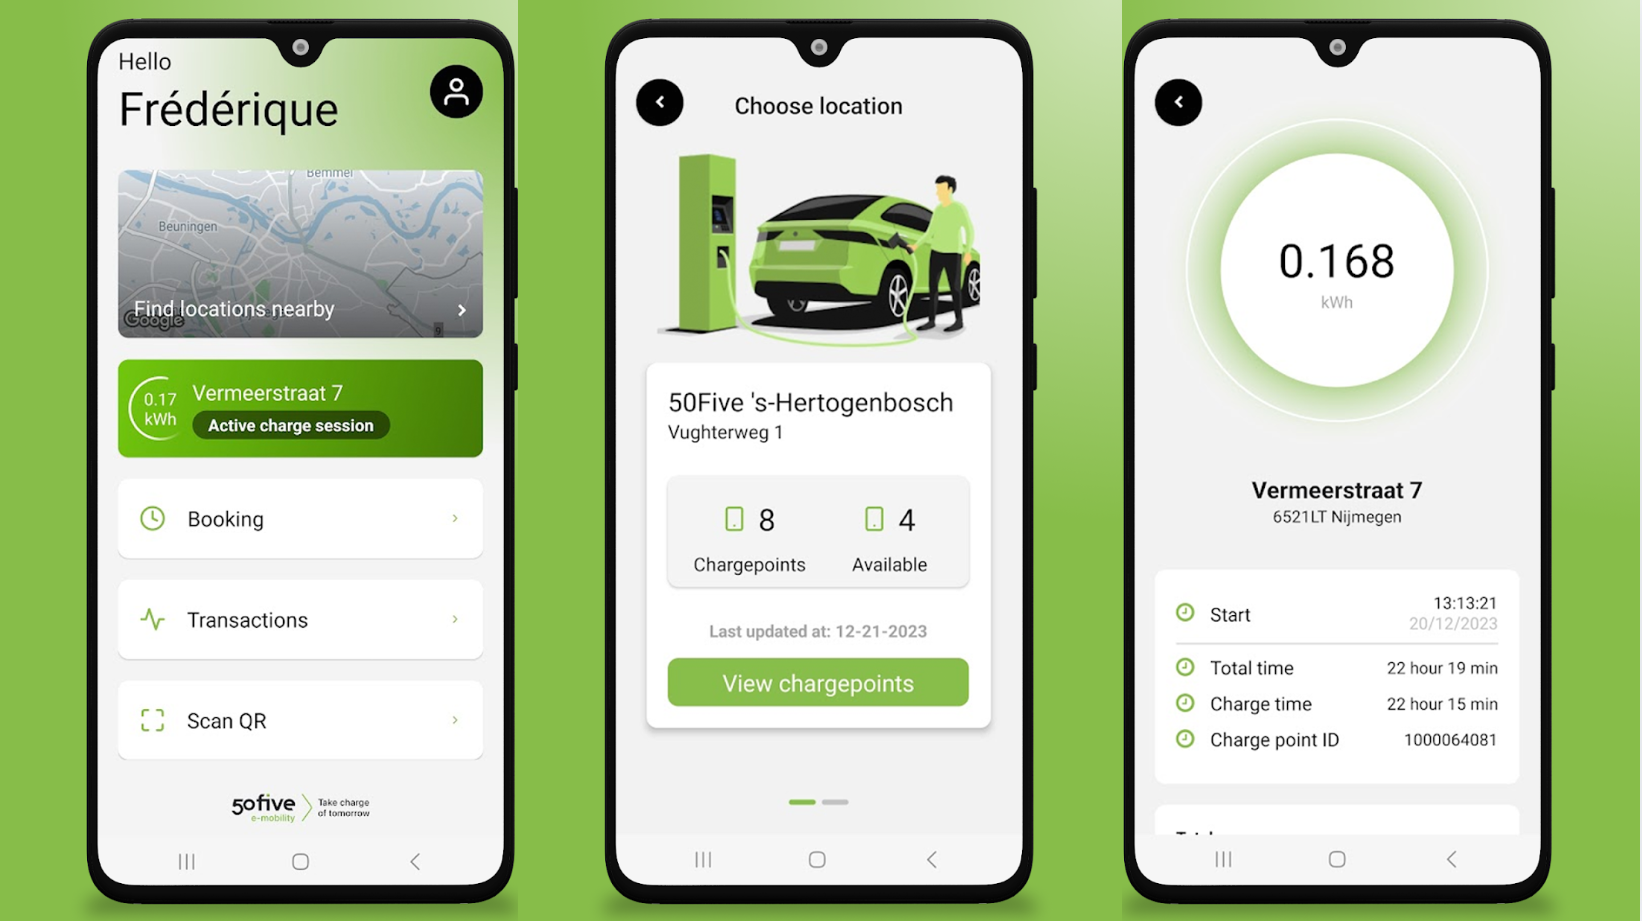 Hello
Frédérique
Bemmel
Beuningen
Find locations nearby
Google
9
0.17
kWh
Vermeerstraat 7
Active charge session
Booking
Transactions
Scan QR
50five
e-mobility
Take charge
of tomorrow
Choose location
50Five 's-Hertogenbosch
Vughterweg 1
8
Chargepoints
4
Available
Last updated at: 12-21-2023
View chargepoints
0.168
kWh
Vermeerstraat 7
6521LT Nijmegen
Start
13:13:21
20/12/2023
Total time
22 hour 19 min
Charge time
22 hour 15 min
Charge point ID
1000064081